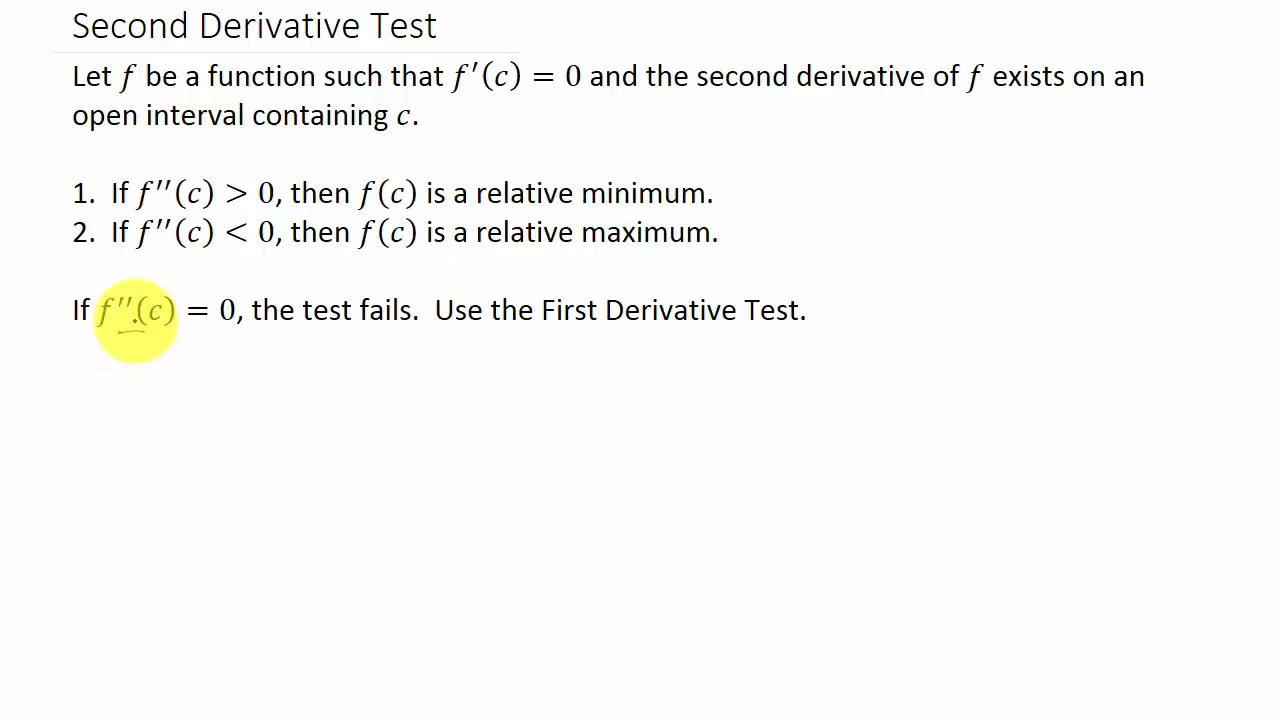 Second Derivative Test
Let f be a function such that f′(c) = 0 and the second derivative of f exists on an
open interval containing c.
1. If f′′(c) > 0, then f(c) is a relative minimum.
2. If f′′(c) < 0, then f(c) is a relative maximum.
If f′′(c) = 0, the test fails. Use the First Derivative Test.